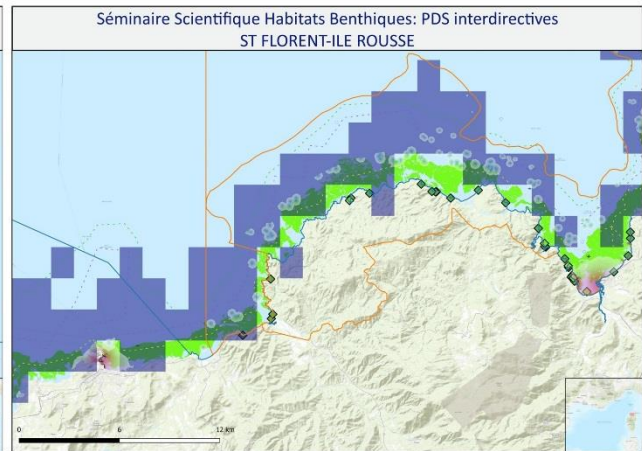 Séminaire Scientifique Habitats Benthiques: PDS interdirectives
ST FLORENT-ILE ROUSSE
0 6 12 km